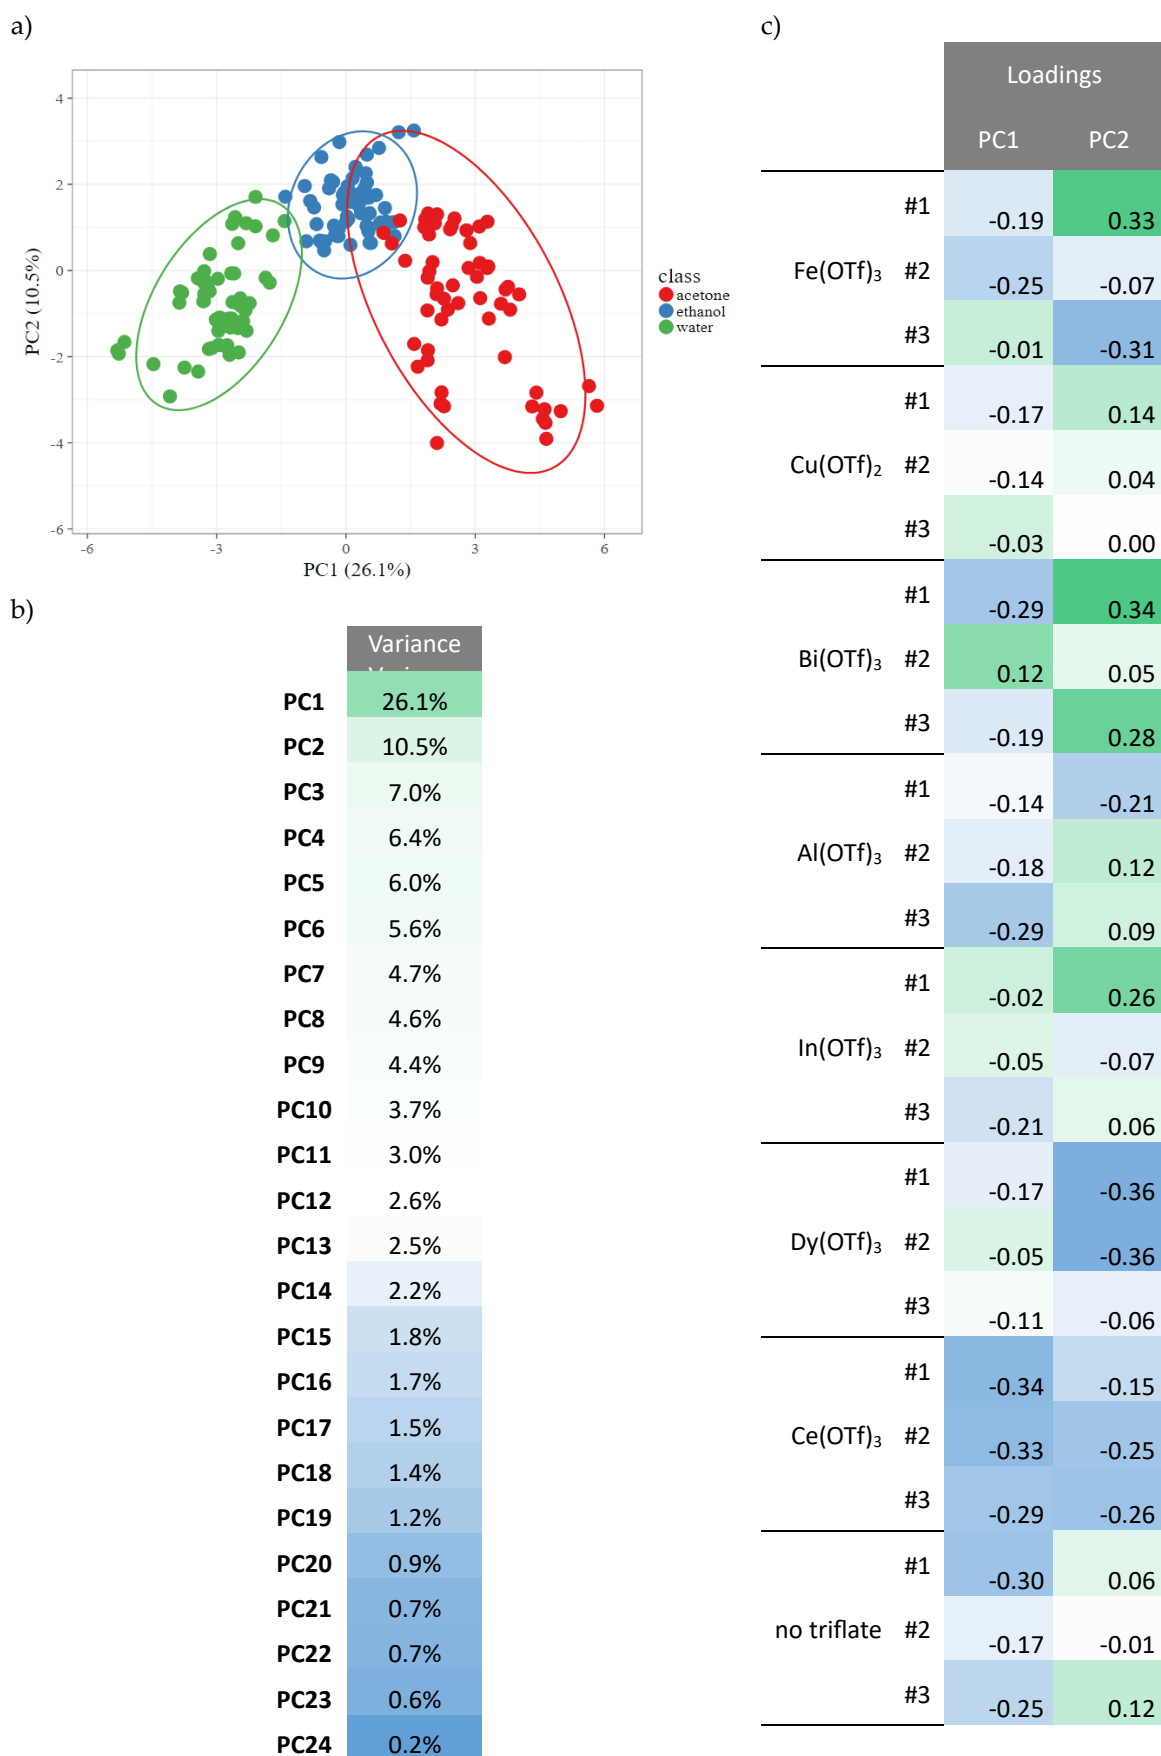 a)
4
2
0
-2
-4
-6
-6
-3
0
3
6
PC1 (26.1%)
PC2 (10.5%)
class
acetone
ethanol
water
b)
Variance
PC1 26.1%
PC2 10.5%
PC3 7.0%
PC4 6.4%
PC5 6.0%
PC6 5.6%
PC7 4.7%
PC8 4.6%
PC9 4.4%
PC10 3.7%
PC11 3.0%
PC12 2.6%
PC13 2.5%
PC14 2.2%
PC15 1.8%
PC16 1.7%
PC17 1.5%
PC18 1.4%
PC19 1.2%
PC20 0.9%
PC21 0.7%
PC22 0.7%
PC23 0.6%
PC24 0.2%
c)
Loadings
PC1 PC2
#1 -0.19 0.33
Fe(OTf)₃ #2 -0.25 -0.07
#3 -0.01 -0.31
#1 -0.17 0.14
Cu(OTf)₂ #2 -0.14 0.04
#3 -0.03 0.00
#1 -0.29 0.34
Bi(OTf)₃ #2 0.12 0.05
#3 -0.19 0.28
#1 -0.14 -0.21
Al(OTf)₃ #2 -0.18 0.12
#3 -0.29 0.09
#1 -0.02 0.26
In(OTf)₃ #2 -0.05 -0.07
#3 -0.21 0.06
#1 -0.17 -0.36
Dy(OTf)₃ #2 -0.05 -0.36
#3 -0.11 -0.06
#1 -0.34 -0.15
Ce(OTf)₃ #2 -0.33 -0.25
#3 -0.29 -0.26
#1 -0.30 0.06
no triflate #2 -0.17 -0.01
#3 -0.25 0.12